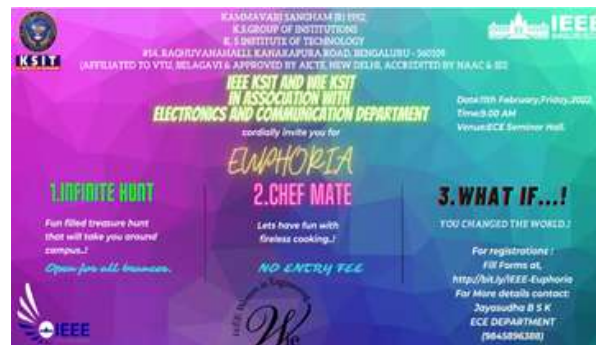 KAMMAVARI SANGHAM (R) 1952,
K.S.GROUP OF INSTITUTIONS
K. S.INSTITUTE OF TECHNOLOGY
#14, RAGHUVANAHALLI, KANAKAPURA ROAD, BENGALURU - 560109
(AFFILIATED TO VTU, BELAGAVI & APPROVED BY AICTE, NEW DELHI, ACCREDITED BY NAAC & IEI)
KSIT
IEEE
IEEE KSIT AND WIE KSIT
IN ASSOCIATION WITH
ELECTRONICS AND COMMUNICATION DEPARTMENT
cordially invite you for
EUPHORIA
Date:11th February,Friday,2022,
Time:9.00 AM
Venue:ECE Seminar Hall.
1.INFINITE HUNT
Fun filled treasure hunt
that will take you around
campus..!
Open for all brances.
2.CHEF MATE
Lets have fun with
fireless cooking..!
NO ENTRY FEE
3.WHAT IF...!
YOU CHANGED THE WORLD.!
For registrations :
Fill Forms at,
http://bit.ly/IEEE-Euphoria
For More details contact:
Jayasudha B S K
ECE DEPARTMENT
(9845896388)
IEEE